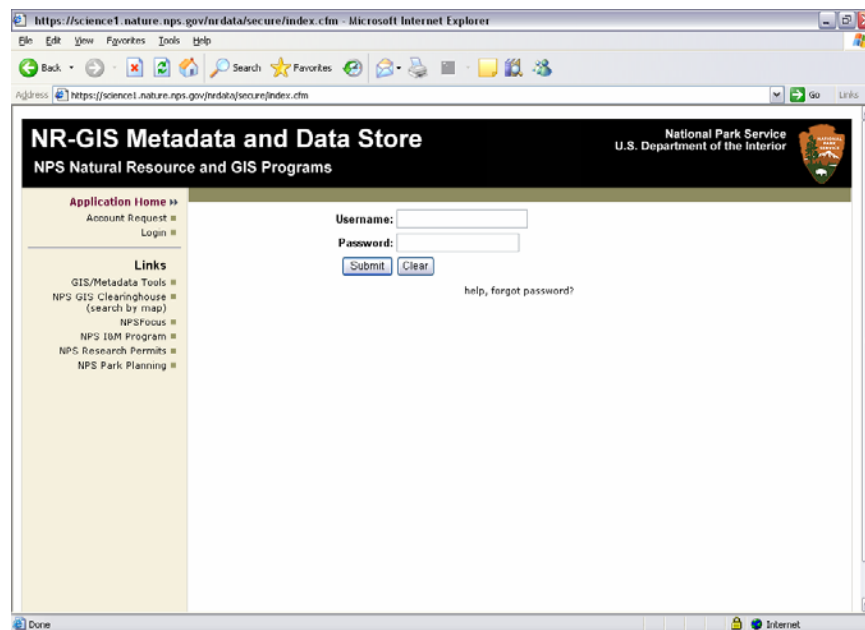 https://science1.nature.nps.gov/nrdata/secure/index.cfm - Microsoft Internet Explorer
File Edit View Favorites Tools Help
Back Search Favorites
Address https://science1.nature.nps.gov/nrdata/secure/index.cfm Go Links
NR-GIS Metadata and Data Store
NPS Natural Resource and GIS Programs
National Park Service
U.S. Department of the Interior
Application Home »
Account Request
Login
Links
GIS/Metadata Tools
NPS GIS Clearinghouse
(search by map)
NPSFocus
NPS I&M Program
NPS Research Permits
NPS Park Planning
Username:
Password:
Submit Clear
help, forgot password?
Done Internet